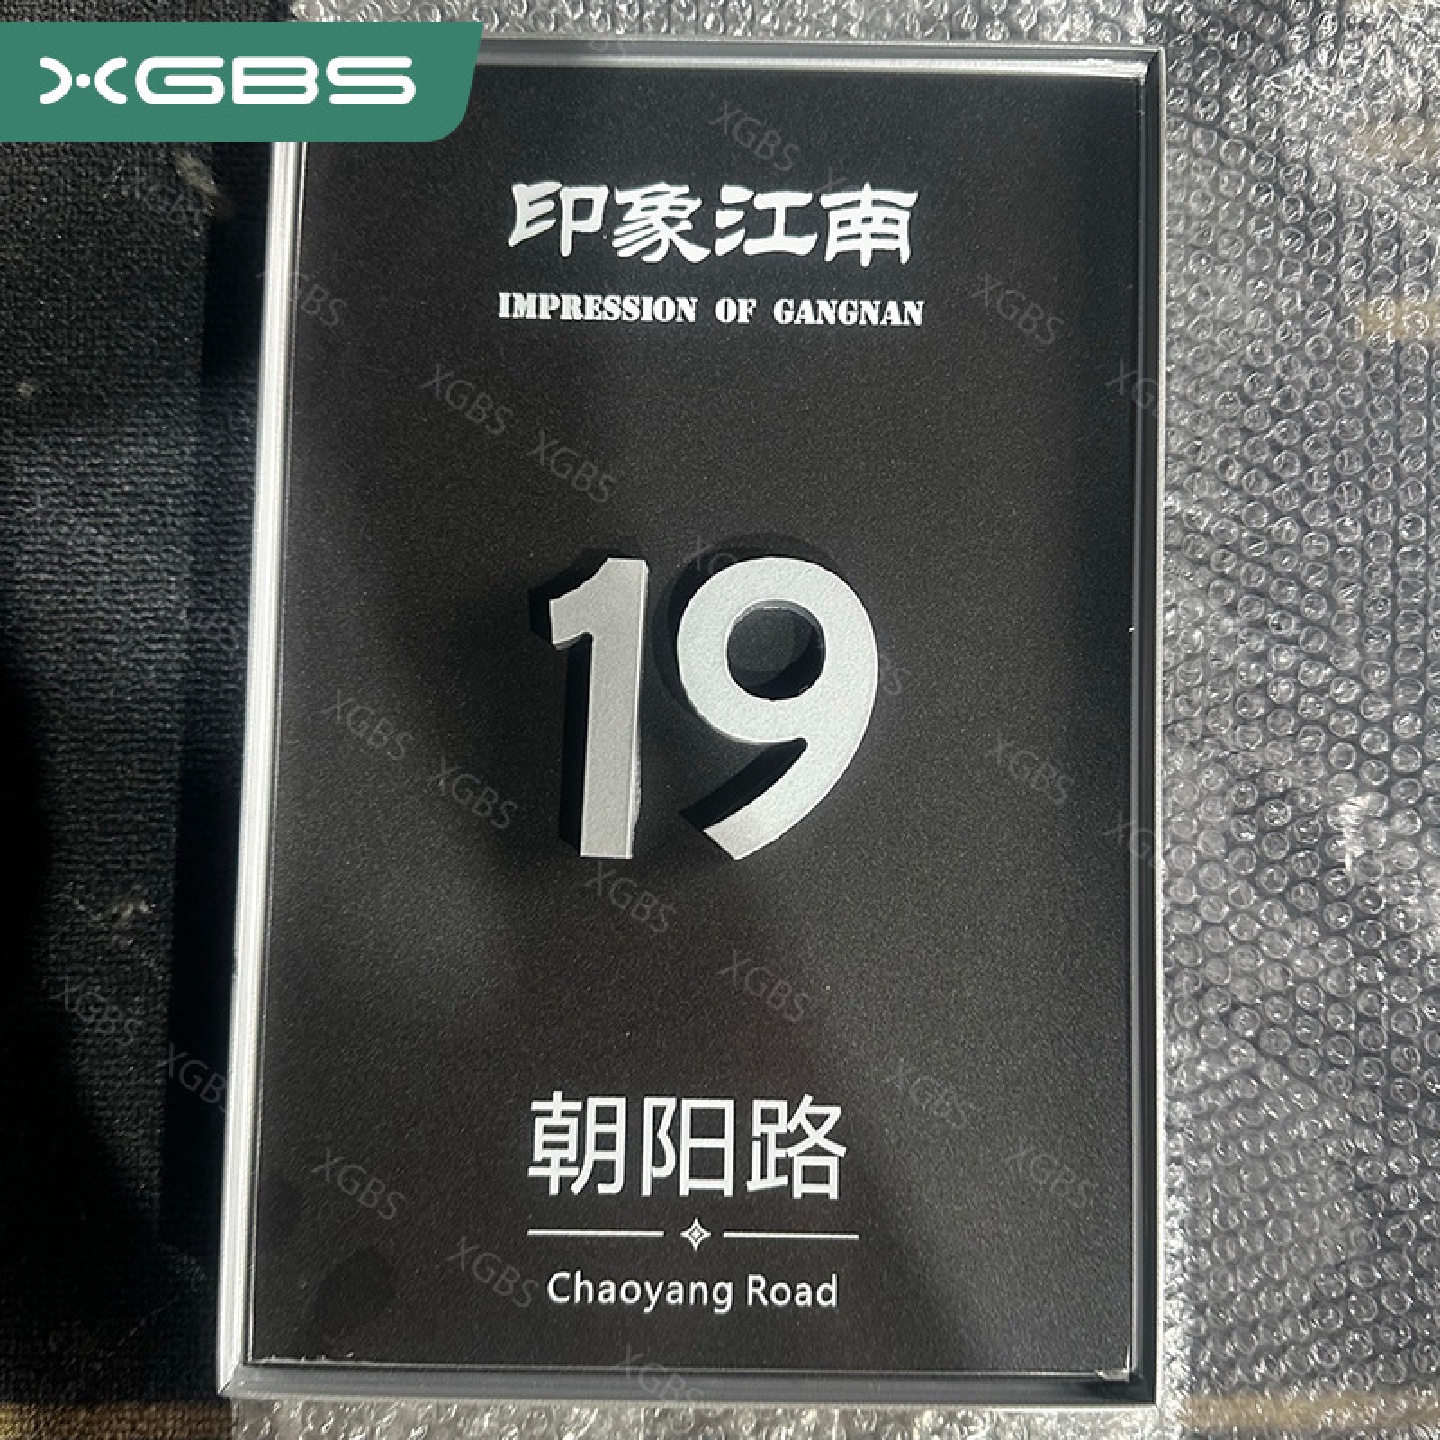 XGBS
印象江南
IMPRESSION OF GANGNAN
19
朝阳路
Chaoyang Road